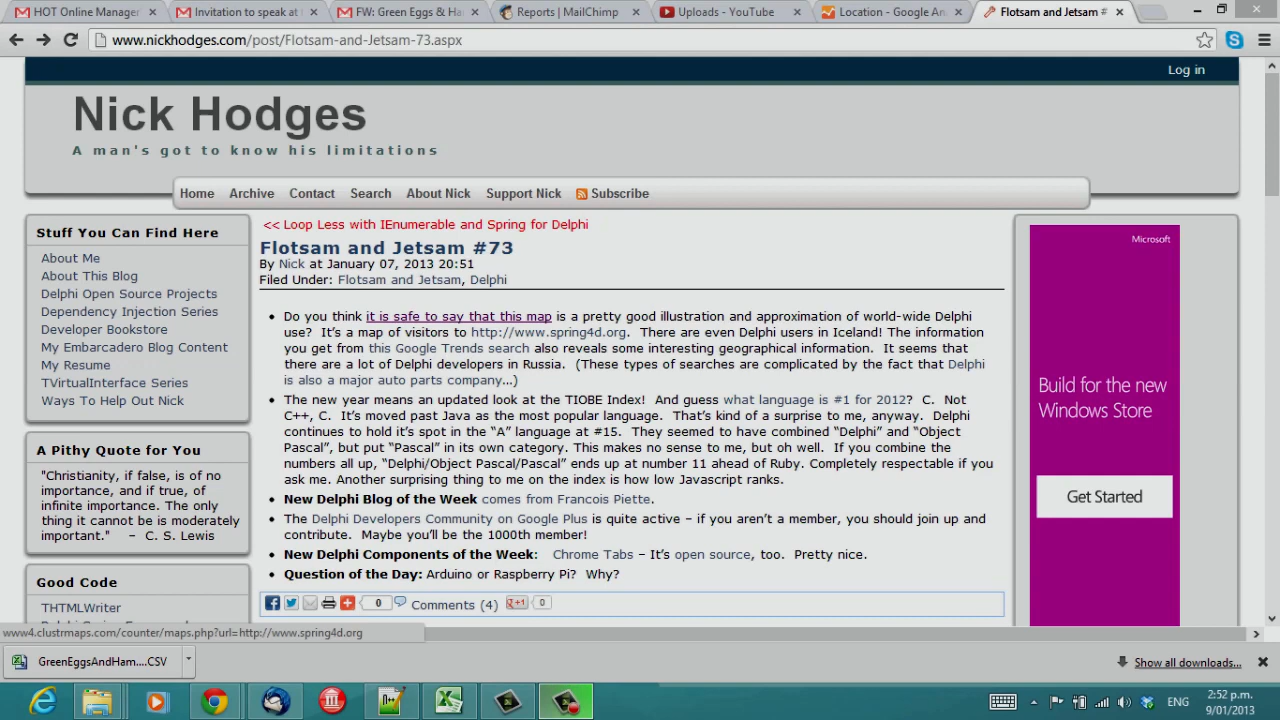 HOT Online Manager
Invitation to speak at t
FW: Green Eggs & Ha
Reports | MailChimp
Uploads - YouTube
Location - Google An
Flotsam and Jetsam #
www.nickhodges.com/post/Flotsam-and-Jetsam-73.aspx
Log in
Nick Hodges
A man's got to know his limitations
Home Archive Contact Search About Nick Support Nick Subscribe
Stuff You Can Find Here
About Me
About This Blog
Delphi Open Source Projects
Dependency Injection Series
Developer Bookstore
My Embarcadero Blog Content
My Resume
TVirtualInterface Series
Ways To Help Out Nick
A Pithy Quote for You
"Christianity, if false, is of no
importance, and if true, of
infinite importance. The only
thing it cannot be is moderately
important." – C. S. Lewis
Good Code
THTMLWriter
<< Loop Less with IEnumerable and Spring for Delphi
Flotsam and Jetsam #73
By Nick at January 07, 2013 20:51
Filed Under: Flotsam and Jetsam, Delphi
• Do you think it is safe to say that this map is a pretty good illustration and approximation of world-wide Delphi
use? It’s a map of visitors to http://www.spring4d.org. There are even Delphi users in Iceland! The information
you get from this Google Trends search also reveals some interesting geographical information. It seems that
there are a lot of Delphi developers in Russia. (These types of searches are complicated by the fact that Delphi
is also a major auto parts company…)
• The new year means an updated look at the TIOBE Index! And guess what language is #1 for 2012? C. Not
C++, C. It’s moved past Java as the most popular language. That’s kind of a surprise to me, anyway. Delphi
continues to hold it’s spot in the “A” language at #15. They seemed to have combined “Delphi” and “Object
Pascal”, but put “Pascal” in its own category. This makes no sense to me, but oh well. If you combine the
numbers all up, “Delphi/Object Pascal/Pascal” ends up at number 11 ahead of Ruby. Completely respectable if you
ask me. Another surprising thing to me on the index is how low Javascript ranks.
• New Delphi Blog of the Week comes from Francois Piette.
• The Delphi Developers Community on Google Plus is quite active – if you aren’t a member, you should join up and
contribute. Maybe you’ll be the 1000th member!
• New Delphi Components of the Week: Chrome Tabs – It’s open source, too. Pretty nice.
• Question of the Day: Arduino or Raspberry Pi? Why?
0 Comments (4) +1 0
Microsoft
Build for the new
Windows Store
Get Started
www4.clustrmaps.com/counter/maps.php?url=http://www.spring4d.org
GreenEggsAndHam....CSV
Show all downloads...
ENG
2:52 p.m.
9/01/2013